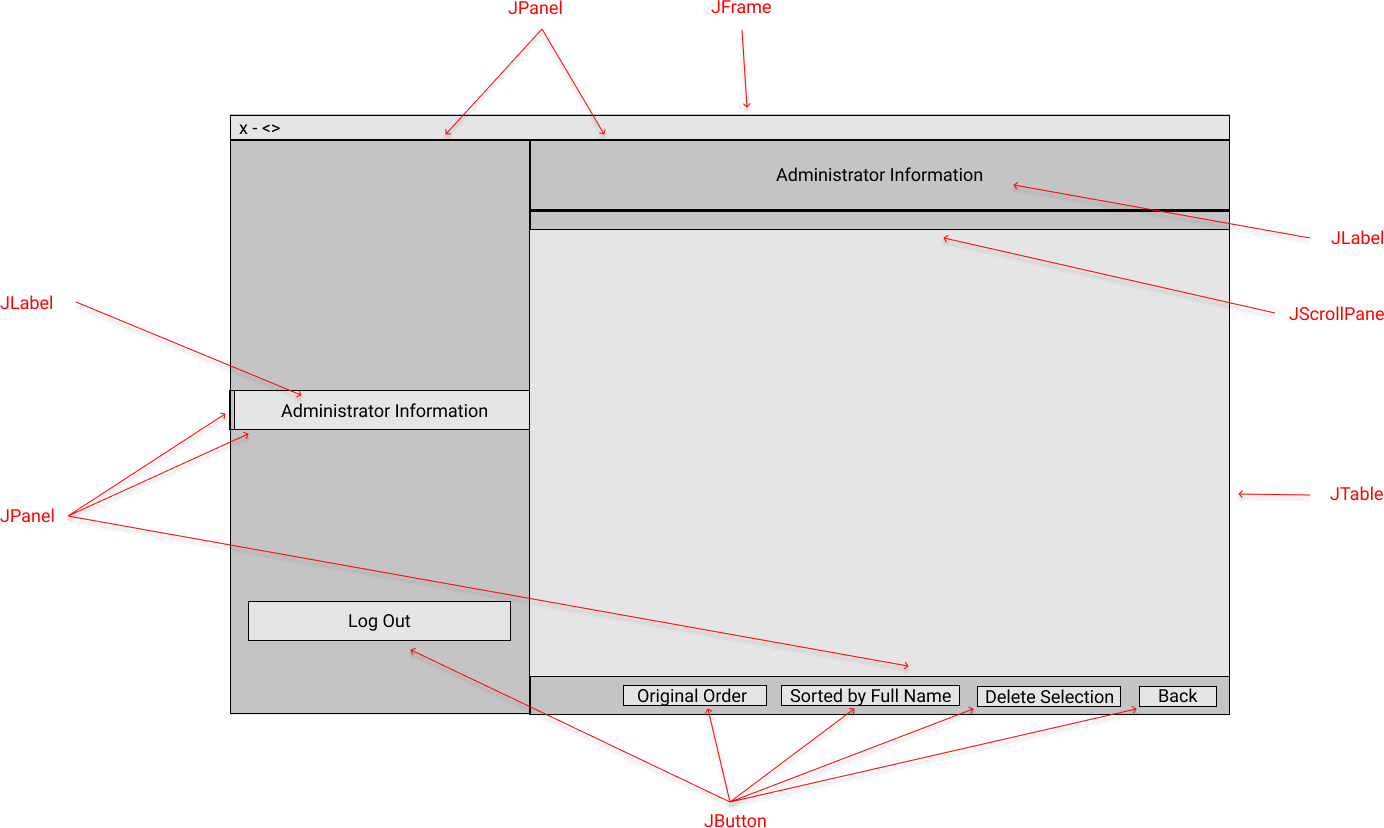 JPanel
JFrame
x - <>
Administrator Information
JLabel
JLabel
JScrollPane
Administrator Information
JTable
JPanel
Log Out
Original Order
Sorted by Full Name
Delete Selection
Back
JButton